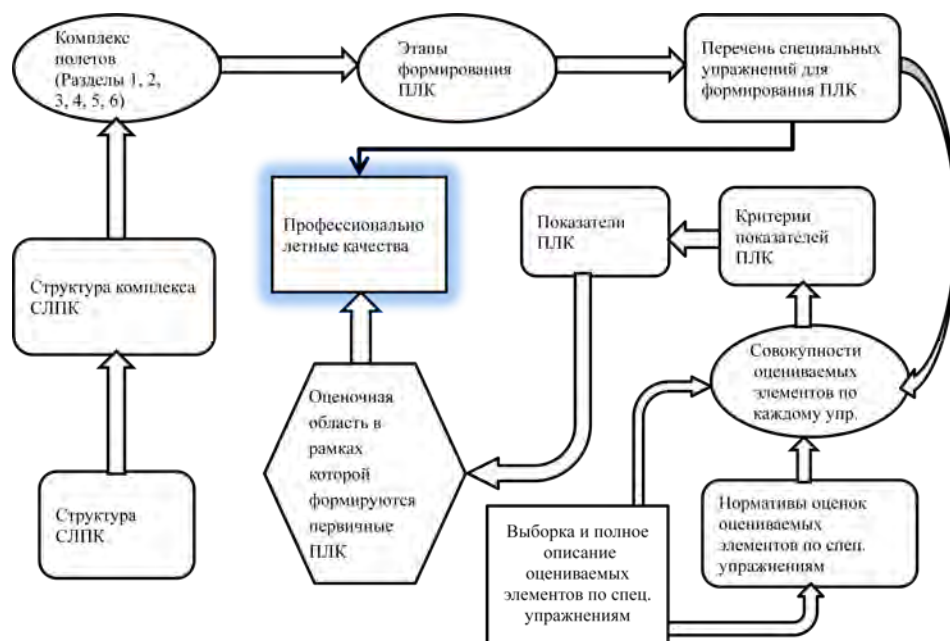 Комплекс
полетов
(Разделы 1, 2,
3, 4, 5, 6)
Этапы
формирования
ПЛК
Перечень специальных
упражнений для
формирования ПЛК
Профессионально
летные качества
Показатели
ПЛК
Критерии
показателей
ПЛК
Структура комплекса
СЛПК
Оценочная
область в
рамках
которой
формируются
первичные
ПЛК
Совокупности
оцениваемых
элементов по
каждому упр.
Структура
СЛПК
Выборка и полное
описание
оцениваемых
элементов по спец.
упражнениям
Нормативы оценок
оцениваемых
элементов по спец.
упражнениям